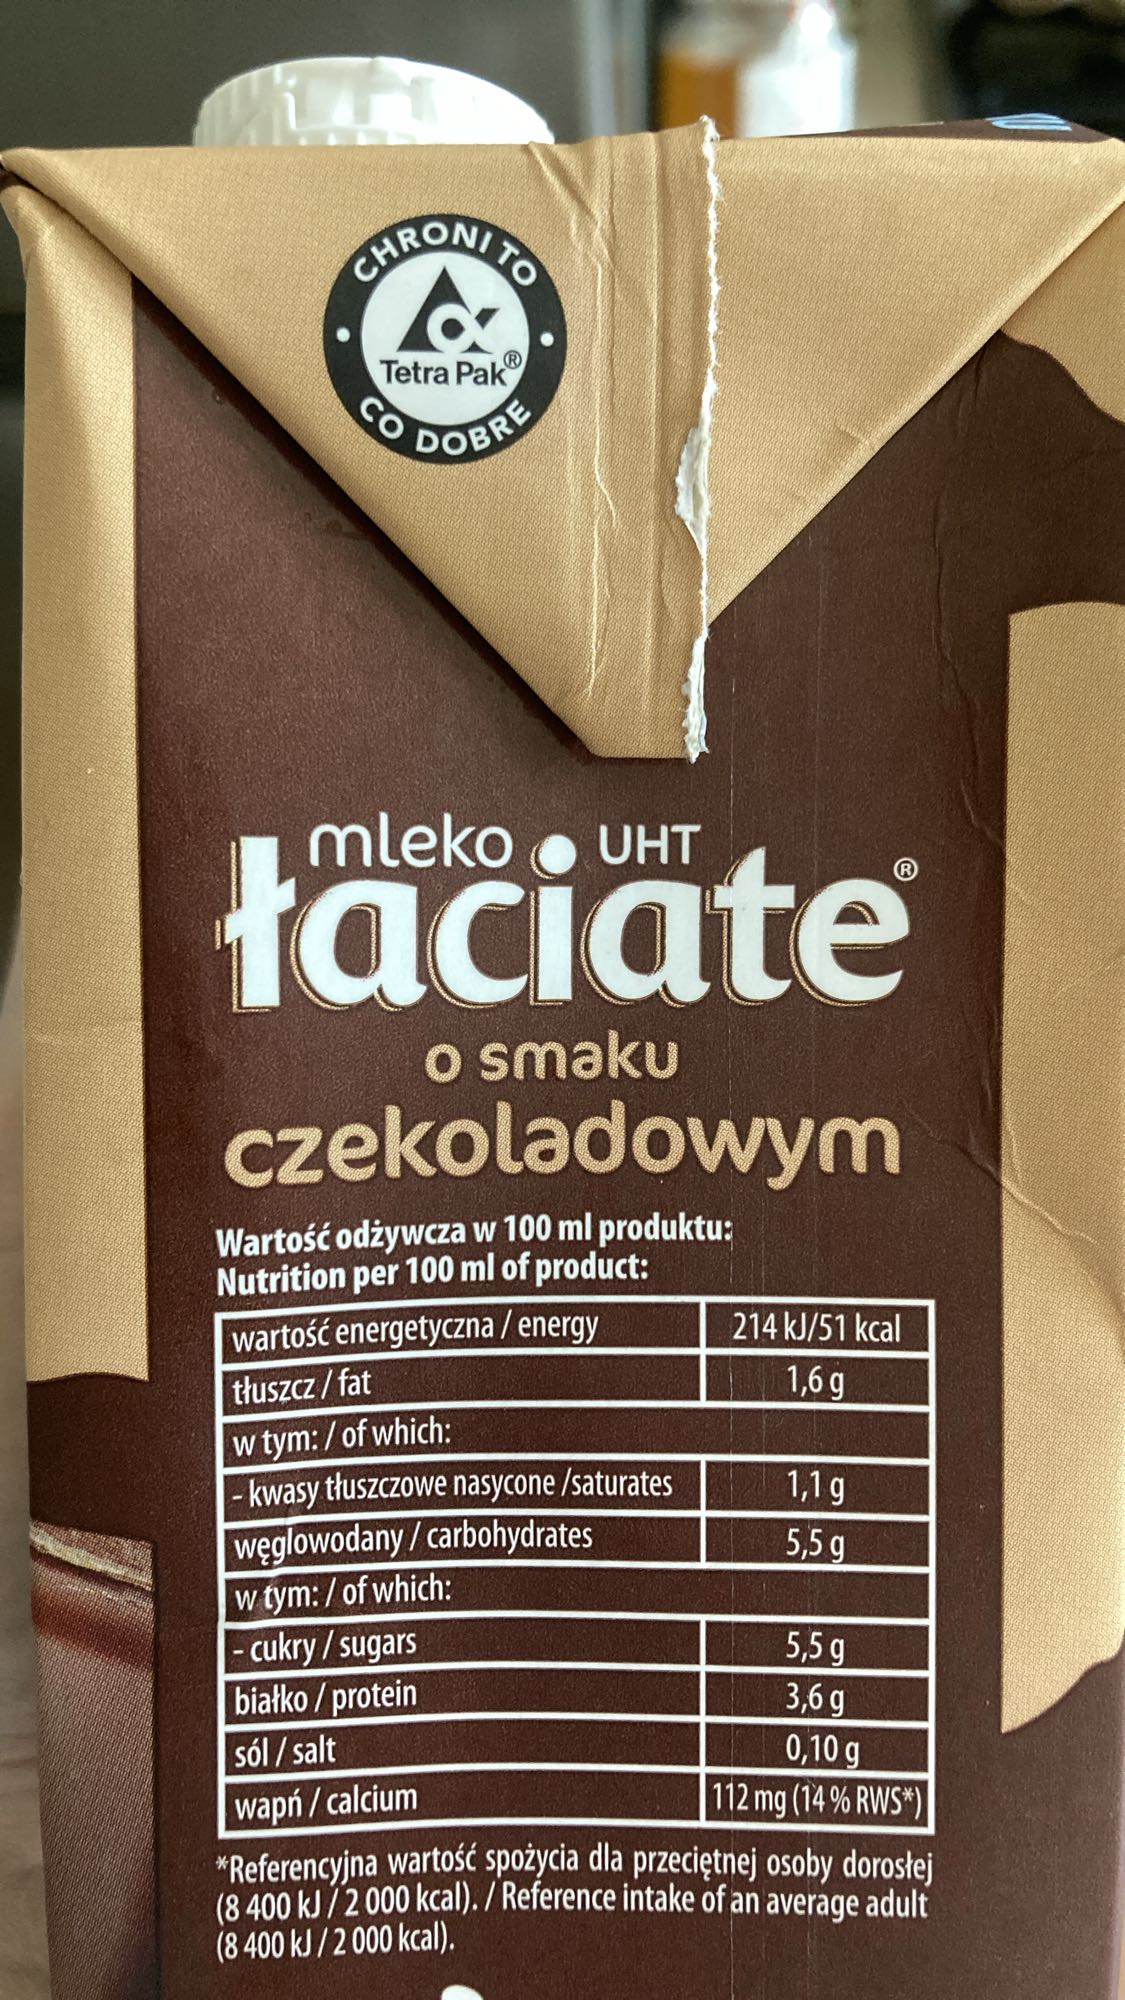 CHRONI TO
Tetra Pak®
CO DOBRE
mleko UHT
łaciate®
o smaku
czekoladowym
Wartość odżywcza w 100 ml produktu:
Nutrition per 100 ml of product:
wartość energetyczna / energy 214 kJ/51 kcal
tłuszcz / fat 1,6 g
w tym: / of which:
- kwasy tłuszczowe nasycone /saturates 1,1 g
węglowodany / carbohydrates 5,5 g
w tym: / of which:
- cukry / sugars 5,5 g
białko / protein 3,6 g
sól / salt 0,10 g
wapń / calcium 112 mg (14 % RWS*)
*Referencyjna wartość spożycia dla przeciętnej osoby dorosłej
(8 400 kJ / 2 000 kcal). / Reference intake of an average adult
(8 400 kJ / 2 000 kcal).